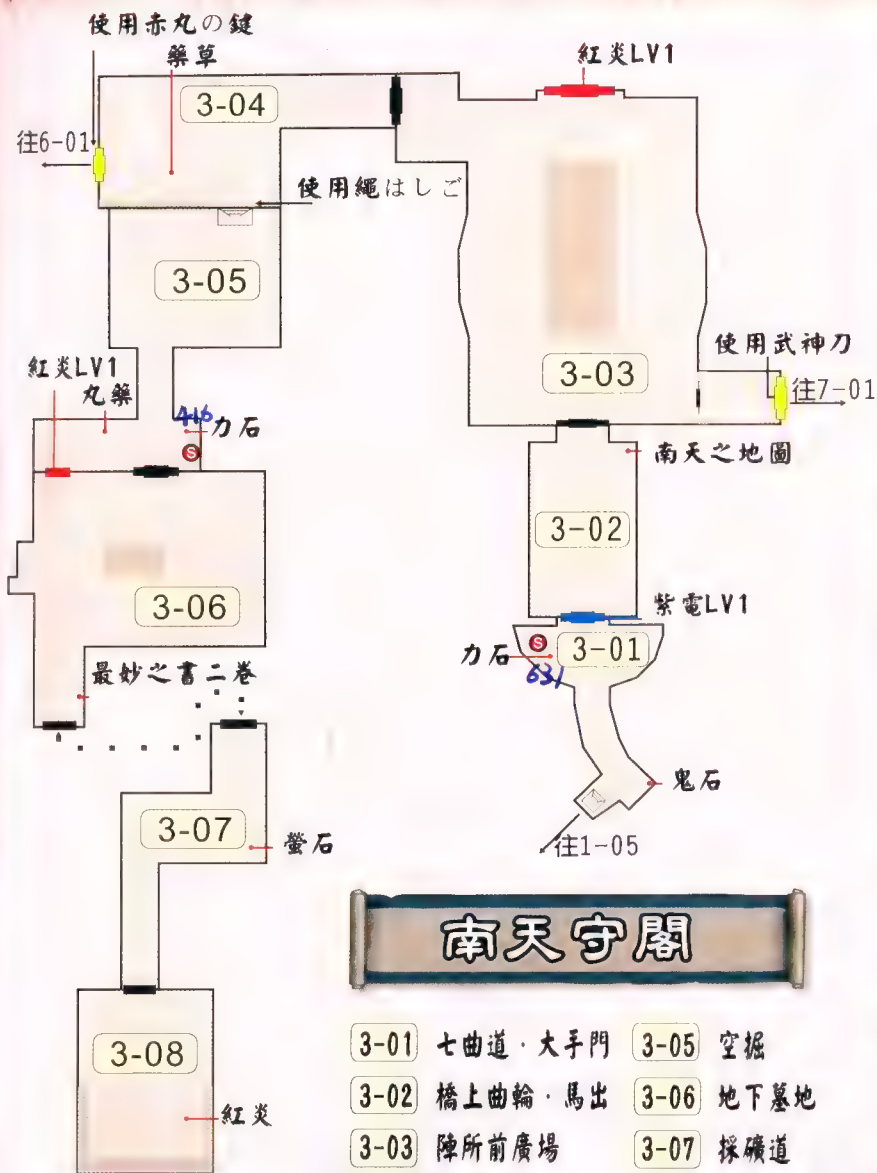 使用赤丸の鍵
藥草
紅炎LV1
3-04
往6-01
使用繩はしご
3-05
使用武神刀
紅炎LV1
丸藥
3-03
往7-01
446
力石
S
南天之地圖
3-02
3-06
紫電LV1
S
3-01
力石
631
最妙之書二卷
鬼石
3-07
螢石
往1-05
南天守閣
3-08
3-01 七曲道·大手門 3-05 空掘
3-02 橋上曲輪·馬出 3-06 地下墓地
紅炎
3-03 陣所前廣場 3-07 採礦道